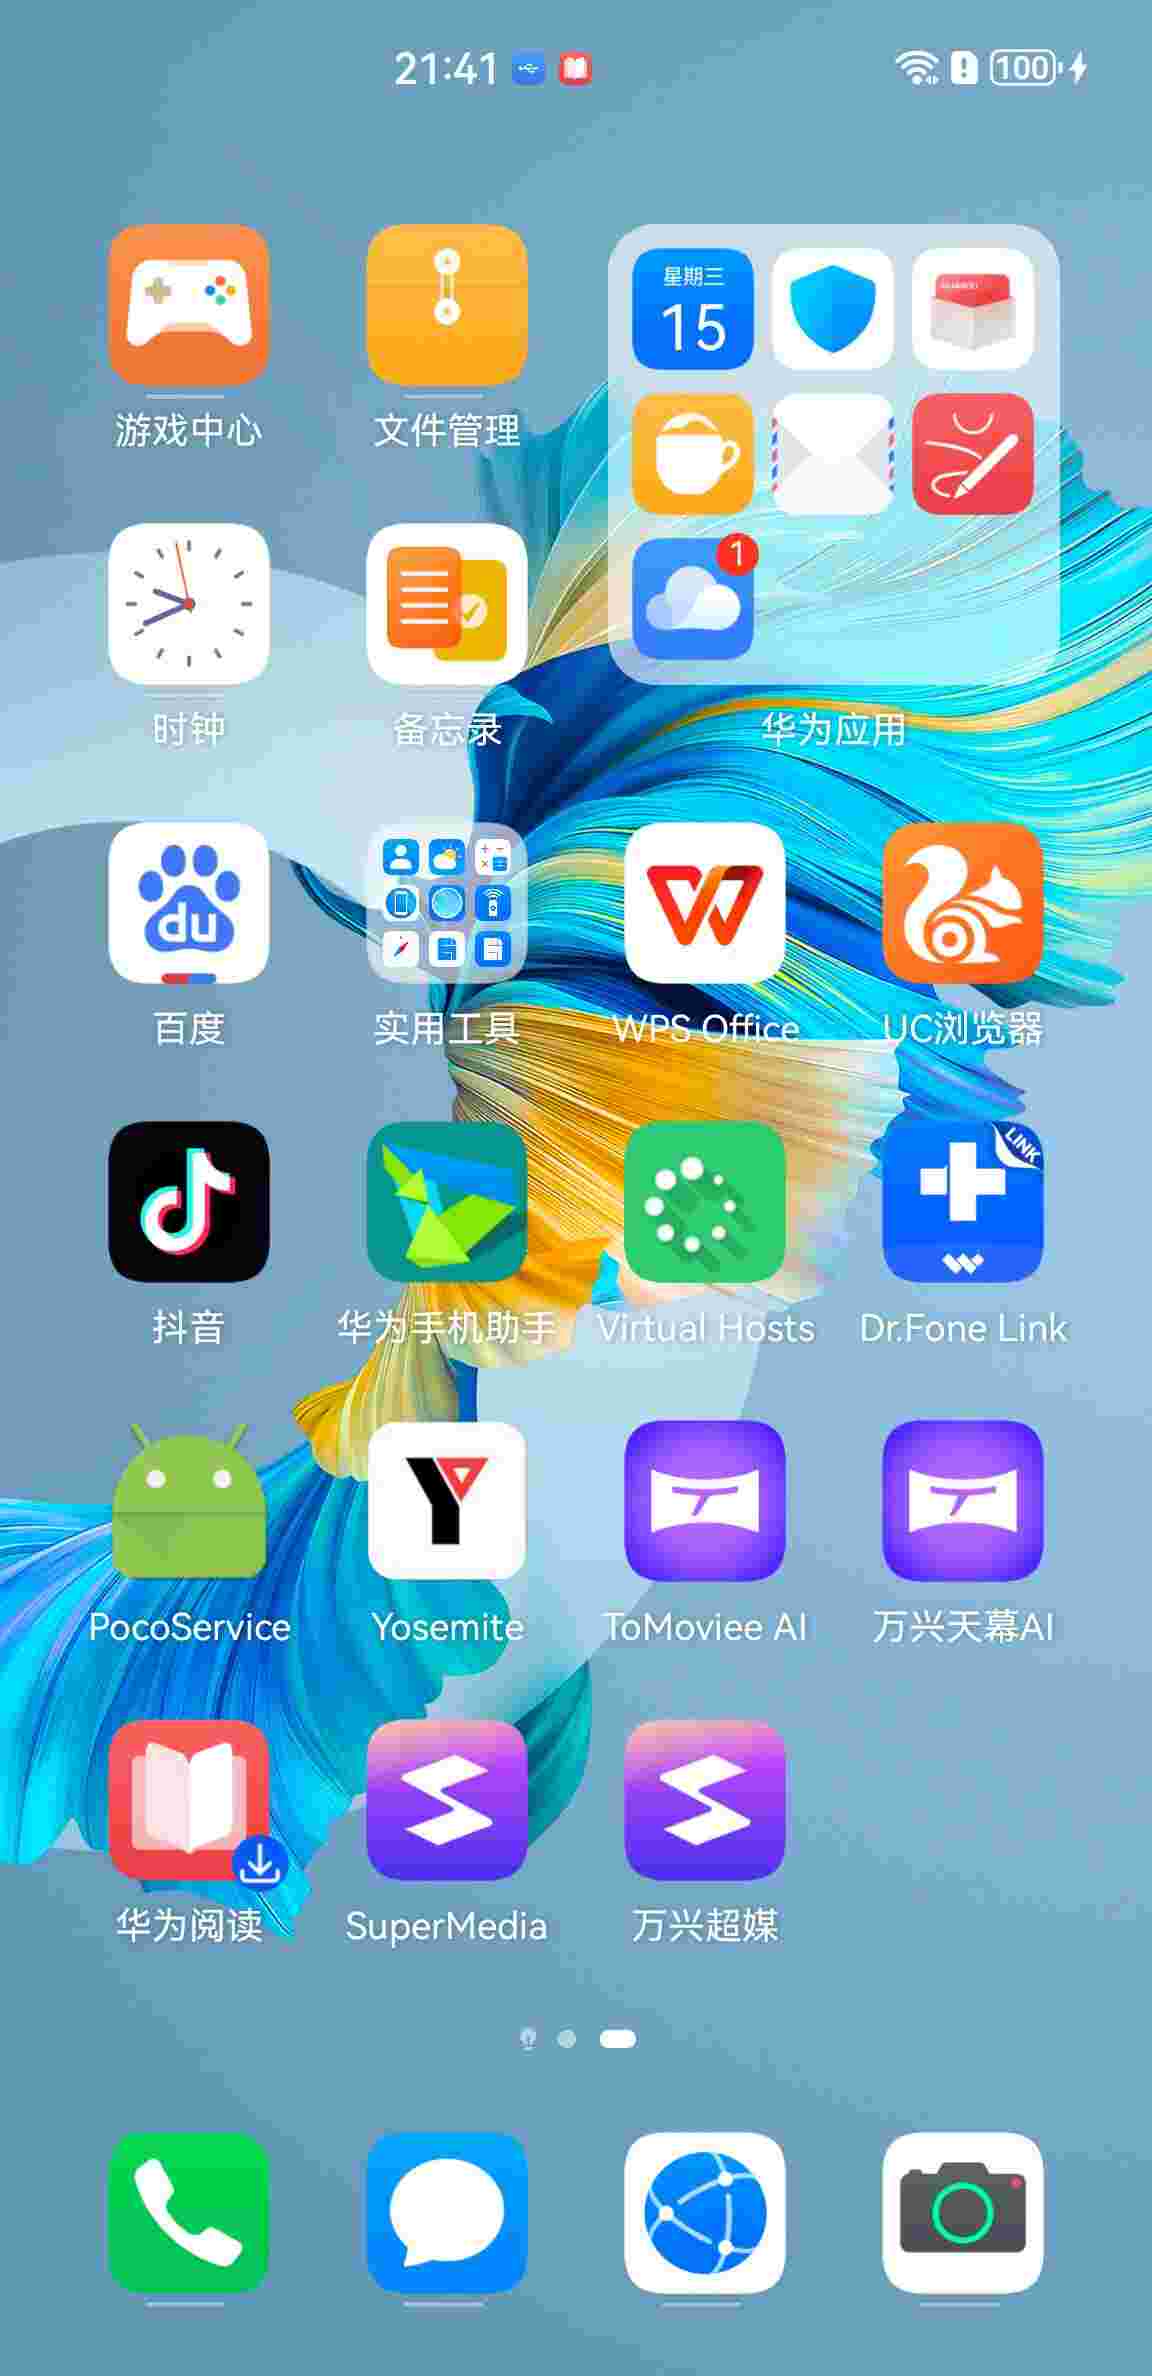 21:41
100
星期三
15
HUAWEI
1
游戏中心
文件管理
时钟
备忘录
华为应用
du
百度
实用工具
WPS Office
UC浏览器
LINK
抖音
华为手机助手
Virtual Hosts
Dr.Fone Link
PocoService
Yosemite
ToMoviee AI
万兴天幕AI
华为阅读
SuperMedia
万兴超媒